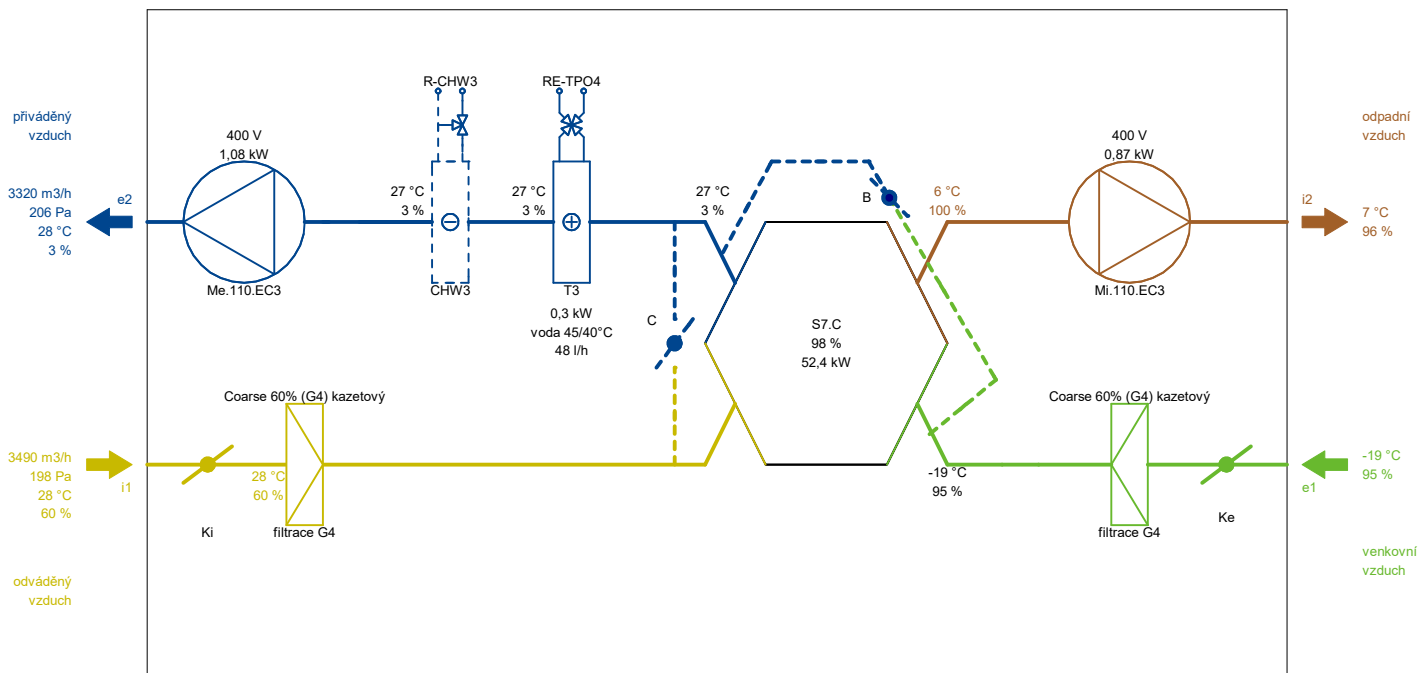 R-CHW3
RE-TPO4
přiváděný
vzduch
odpadní
vzduch
400 V
1,08 kW
400 V
0,87 kW
3320 m3/h
206 Pa
28 °C
3 %
e2
27 °C
3 %
27 °C
3 %
27 °C
3 %
B
6 °C
100 %
i2
7 °C
96 %
Me.110.EC3
CHW3
T3
Mi.110.EC3
0,3 kW
voda 45/40°C
48 l/h
C
S7.C
98 %
52,4 kW
Coarse 60% (G4) kazetový
Coarse 60% (G4) kazetový
3490 m3/h
198 Pa
28 °C
60 %
i1
28 °C
60 %
-19 °C
95 %
-19 °C
95 %
e1
Ki
filtrace G4
filtrace G4
Ke
odváděný
vzduch
venkovní
vzduch